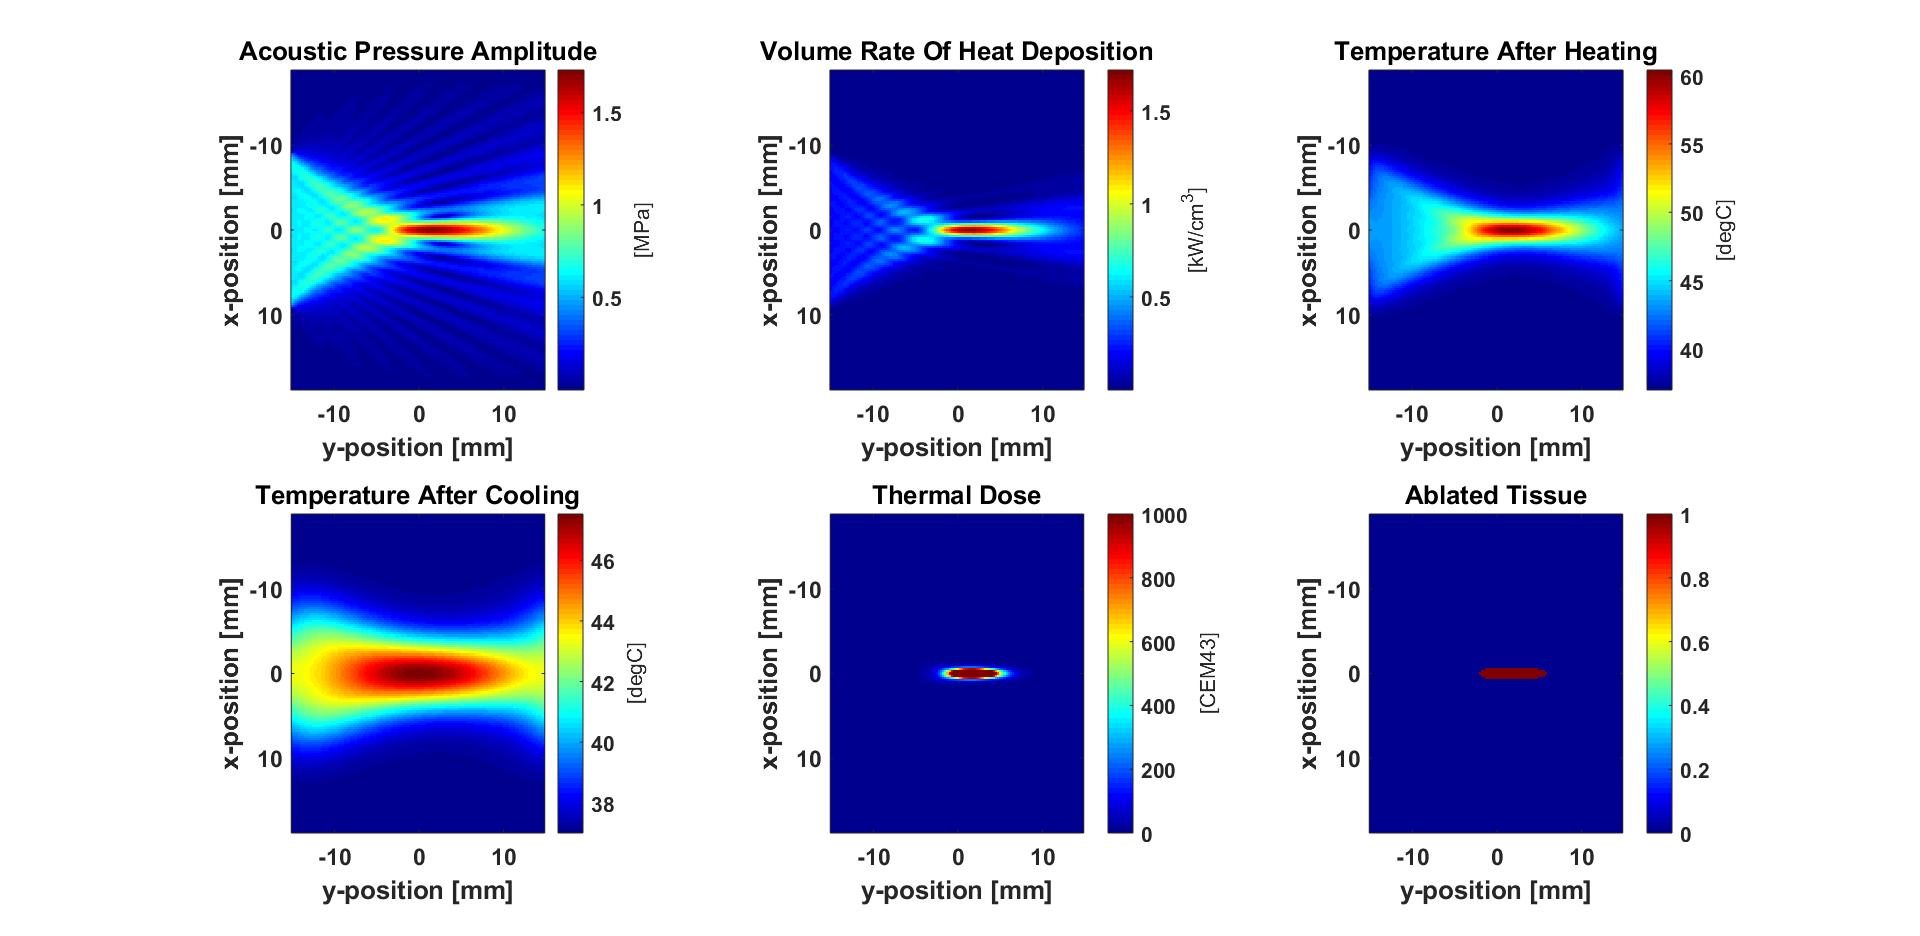 Acoustic Pressure Amplitude
x-position [mm]
-10
0
10
-10 0 10
y-position [mm]
1.5
1
0.5
[MPa]
Volume Rate Of Heat Deposition
x-position [mm]
-10
0
10
-10 0 10
y-position [mm]
1.5
1
0.5
[kW/cm³]
Temperature After Heating
x-position [mm]
-10
0
10
-10 0 10
y-position [mm]
60
55
50
45
40
[degC]
Temperature After Cooling
x-position [mm]
-10
0
10
-10 0 10
y-position [mm]
46
44
42
40
38
[degC]
Thermal Dose
x-position [mm]
-10
0
10
-10 0 10
y-position [mm]
1000
800
600
400
200
0
[CEM43]
Ablated Tissue
x-position [mm]
-10
0
10
-10 0 10
y-position [mm]
1
0.8
0.6
0.4
0.2
0